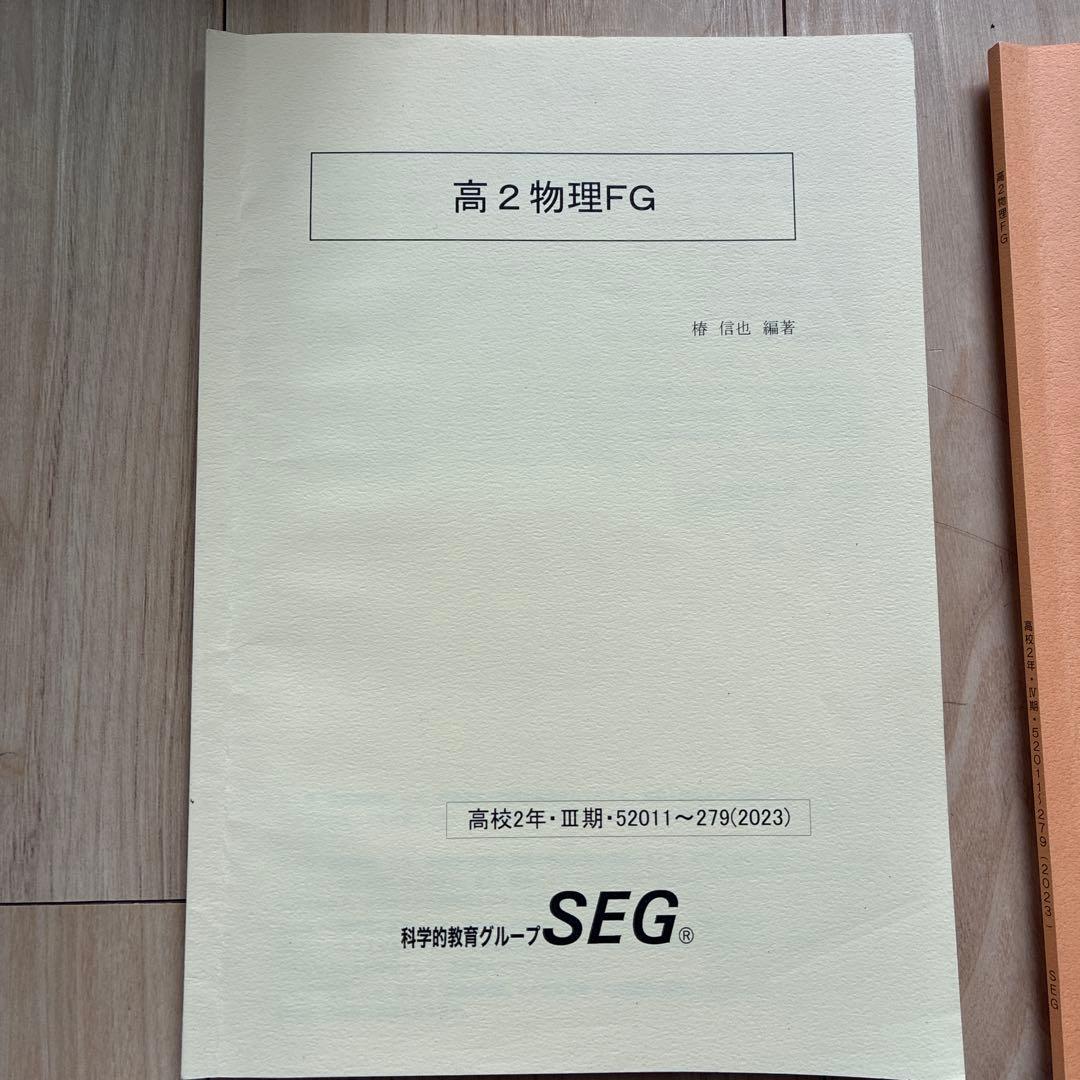 高２物理FG
椿 信也 編著
高校2年・Ⅲ期・52011～279(2023)
科学的教育グループSEG®
高２物理FG
高校２年・Ⅳ期・５２０１１～２７９（２０２３）
SEG